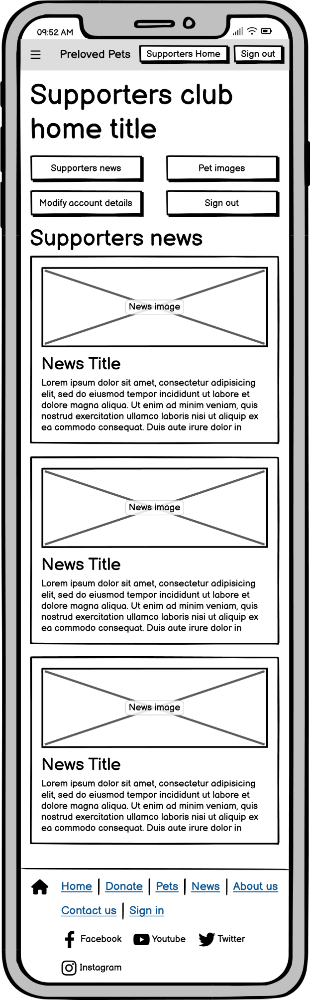 09:52 AM
Preloved Pets Supporters Home Sign out
Supporters club
home title
Supporters news Pet images
Modify account details Sign out
Supporters news
News image
News Title
Lorem ipsum dolor sit amet, consectetur adipisicing
elit, sed do eiusmod tempor incididunt ut labore et
dolore magna aliqua. Ut enim ad minim veniam, quis
nostrud exercitation ullamco laboris nisi ut aliquip ex
ea commodo consequat. Duis aute irure dolor in
News image
News Title
Lorem ipsum dolor sit amet, consectetur adipisicing
elit, sed do eiusmod tempor incididunt ut labore et
dolore magna aliqua. Ut enim ad minim veniam, quis
nostrud exercitation ullamco laboris nisi ut aliquip ex
ea commodo consequat. Duis aute irure dolor in
News image
News Title
Lorem ipsum dolor sit amet, consectetur adipisicing
elit, sed do eiusmod tempor incididunt ut labore et
dolore magna aliqua. Ut enim ad minim veniam, quis
nostrud exercitation ullamco laboris nisi ut aliquip ex
ea commodo consequat. Duis aute irure dolor in
Home | Donate | Pets | News | About us
Contact us | Sign in
Facebook Youtube Twitter
Instagram